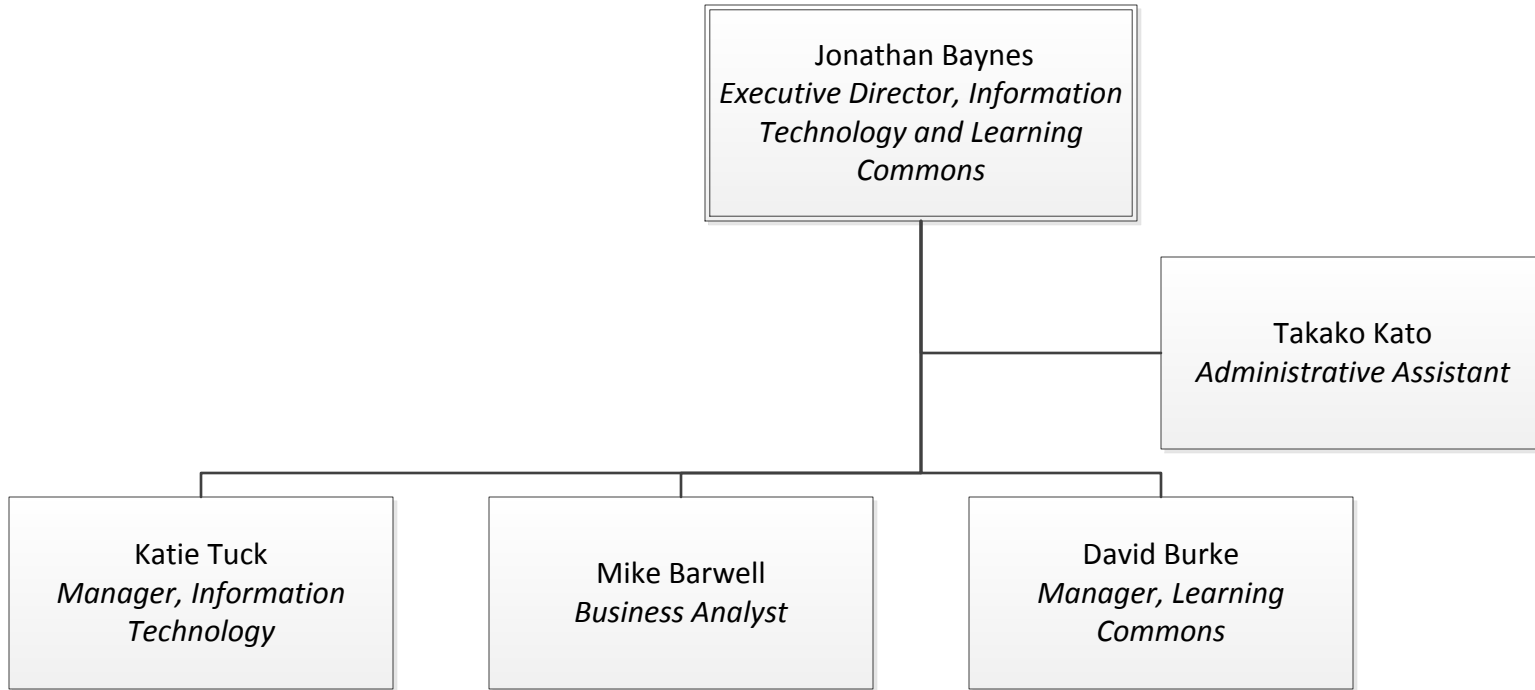 Jonathan Baynes
Executive Director, Information
Technology and Learning
Commons
Takako Kato
Administrative Assistant
Katie Tuck
Manager, Information
Technology
Mike Barwell
Business Analyst
David Burke
Manager, Learning
Commons